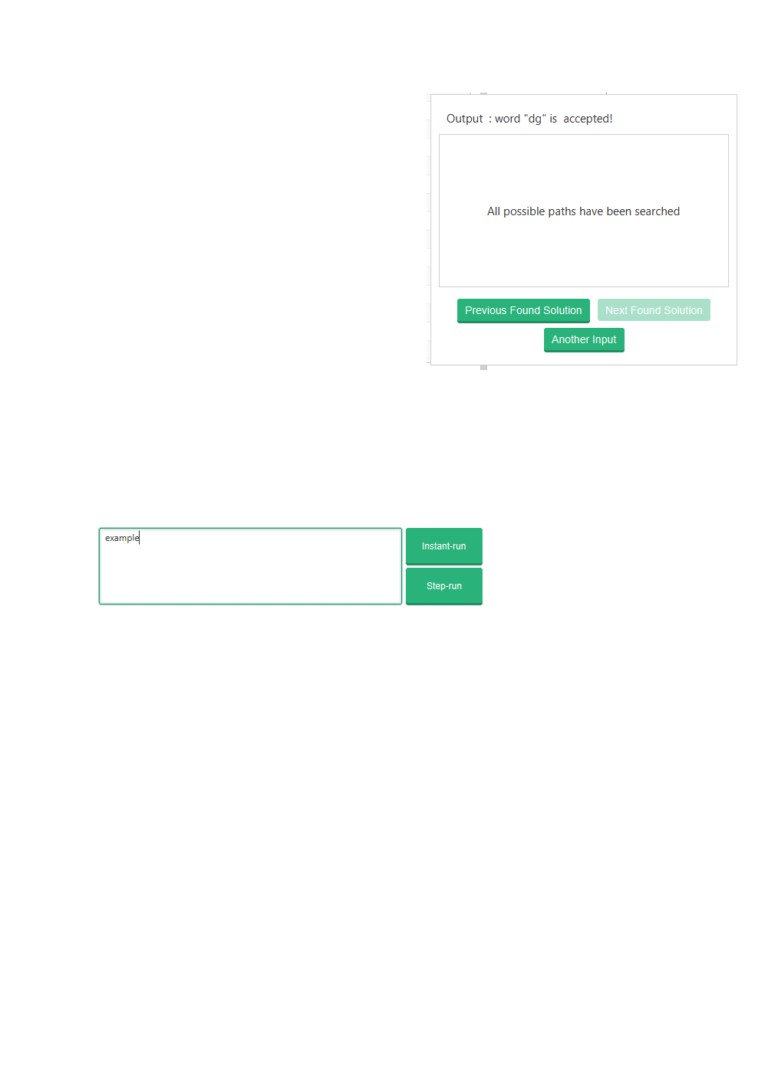 Output : word "dg" is accepted!
All possible paths have been searched
Previous Found Solution Next Found Solution
Another Input
example
Instant-run
Step-run